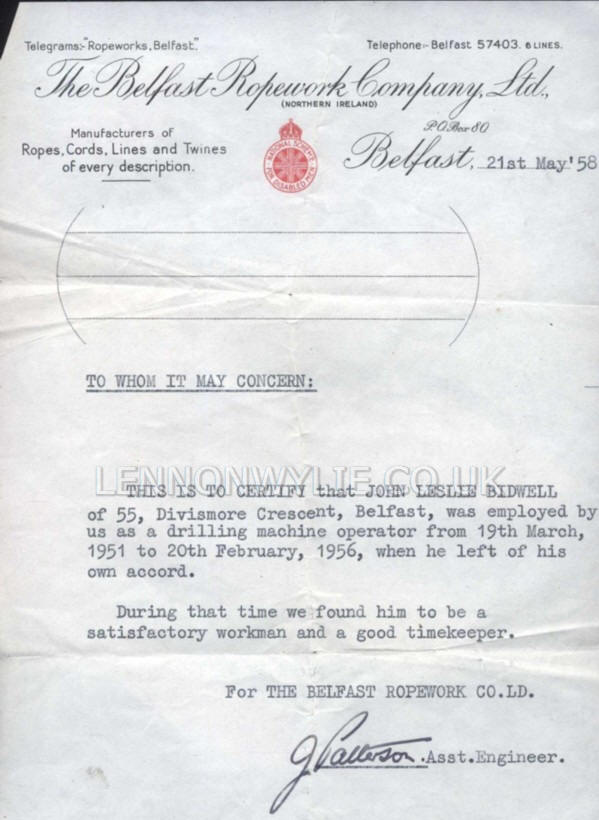 Telegrams:- "Ropeworks, Belfast."
Telephone:- Belfast 57403. 6 LINES.
The Belfast Ropework Company, Ltd.,
(NORTHERN IRELAND)
Manufacturers of
Ropes, Cords, Lines and Twines
of every description.
NATIONAL SCHEME
FOR DISABLED MEN
P.O. Box 80
Belfast, 21st May '58
TO WHOM IT MAY CONCERN:
LENNONWYLIE.CO.UK
THIS IS TO CERTIFY that JOHN LESLIE BIDWELL
of 55, Divismore Crescent, Belfast, was employed by
us as a drilling machine operator from 19th March,
1951 to 20th February, 1956, when he left of his
own accord.
During that time we found him to be a
satisfactory workman and a good timekeeper.
For THE BELFAST ROPEWORK CO.LD.
J Patterson .Asst.Engineer.